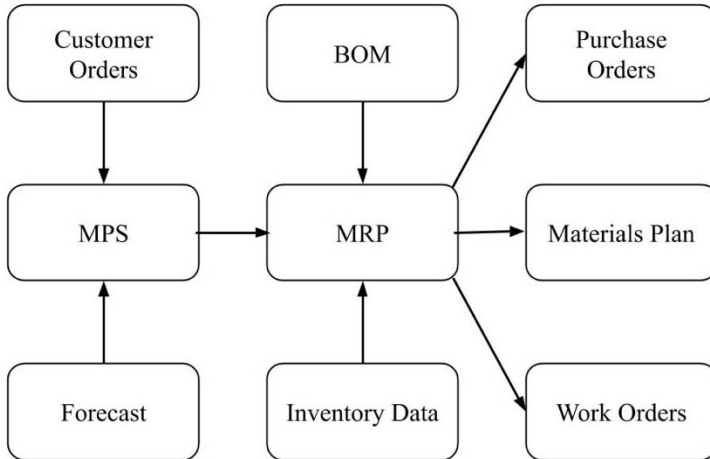 Customer
Orders
BOM
Purchase
Orders
MPS
MRP
Materials Plan
Forecast
Inventory Data
Work Orders